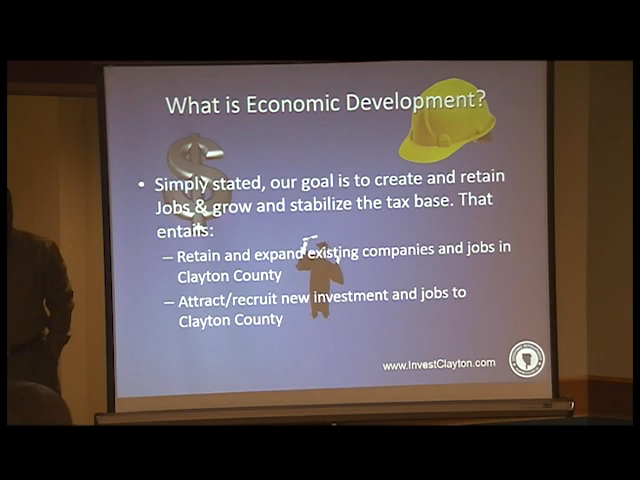 What is Economic Development?
• Simply stated, our goal is to create and retain
Jobs & grow and stabilize the tax base. That
entails:
– Retain and expand existing companies and jobs in
Clayton County
– Attract/recruit new investment and jobs to
Clayton County
www.InvestClayton.com